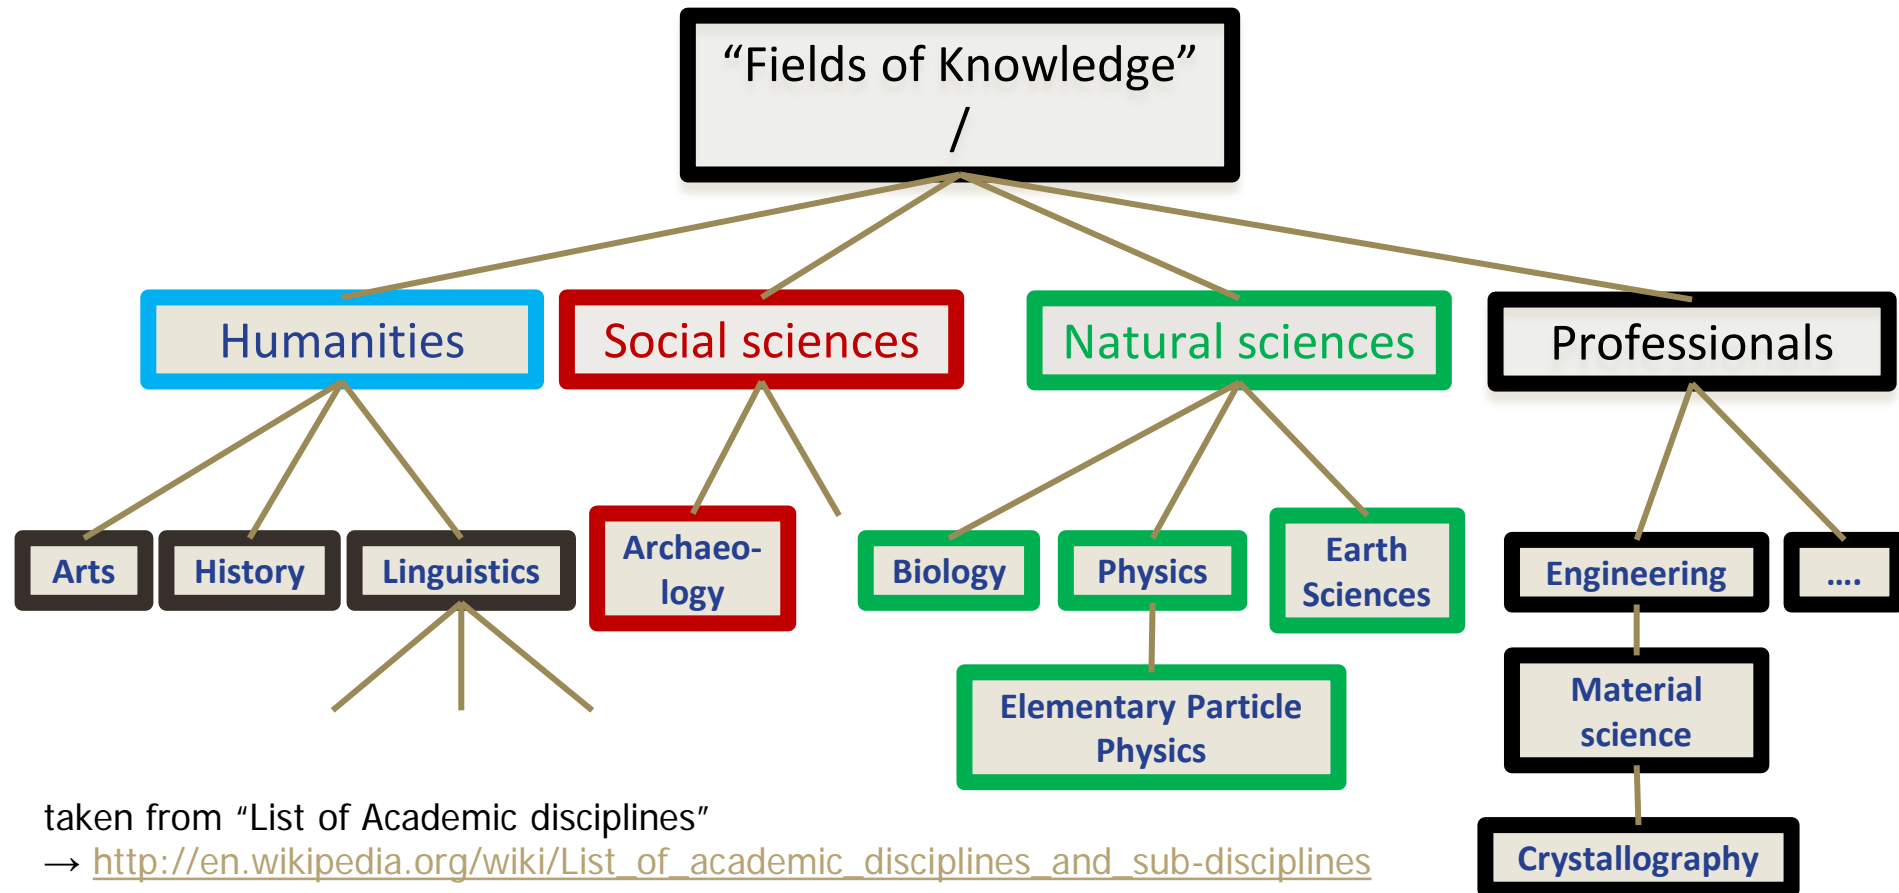 “Fields of Knowledge”
/
Humanities
Social sciences
Natural sciences
Professionals
Arts
History
Linguistics
Archaeo-
logy
Biology
Physics
Earth
Sciences
Engineering
....
Elementary Particle
Physics
Material
science
Crystallography
taken from “List of Academic disciplines”
→ http://en.wikipedia.org/wiki/List_of_academic_disciplines_and_sub-disciplines